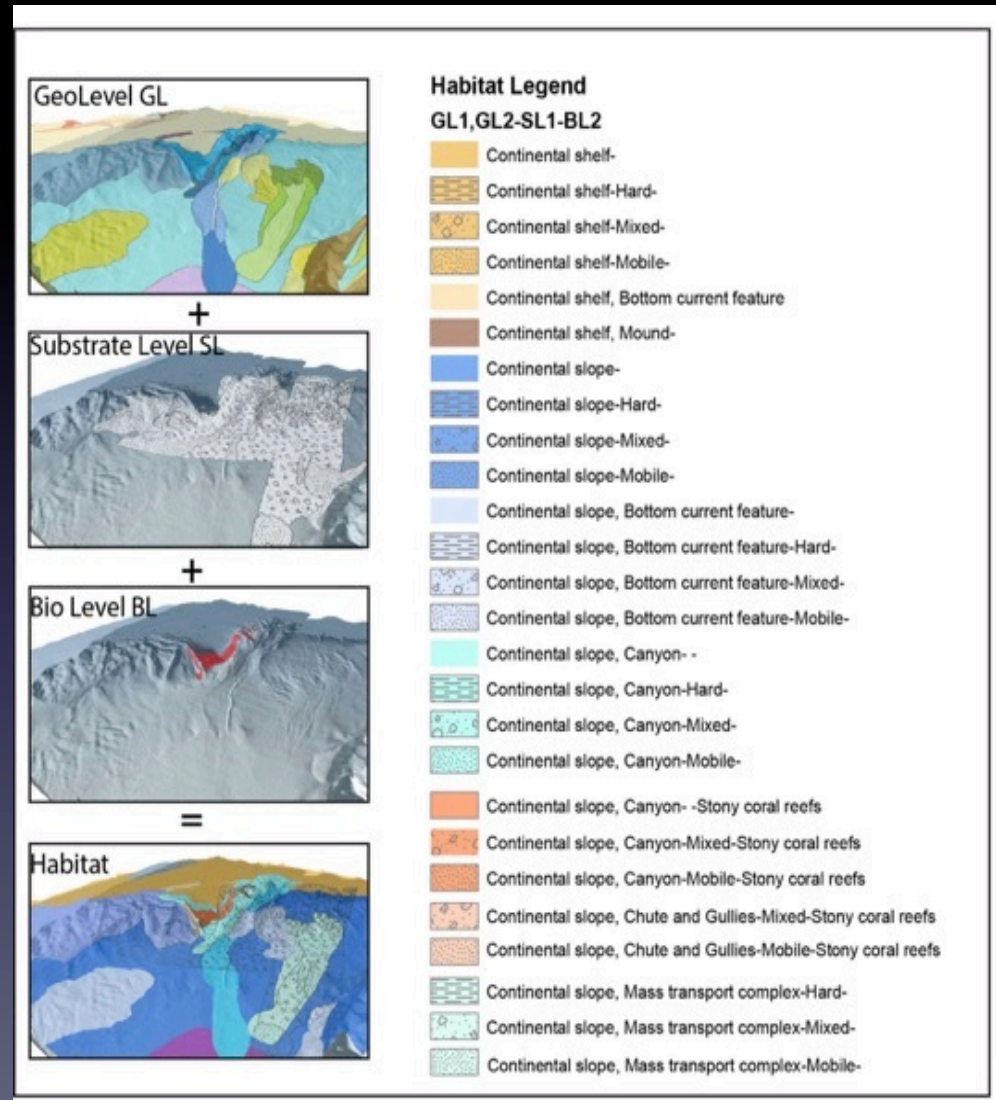 GeoLevel GL
+
Substrate Level SL
+
Bio Level BL
=
Habitat
Habitat Legend
GL1,GL2-SL1-BL2
Continental shelf-
Continental shelf-Hard-
Continental shelf-Mixed-
Continental shelf-Mobile-
Continental shelf, Bottom current feature
Continental shelf, Mound-
Continental slope-
Continental slope-Hard-
Continental slope-Mixed-
Continental slope-Mobile-
Continental slope, Bottom current feature-
Continental slope, Bottom current feature-Hard-
Continental slope, Bottom current feature-Mixed-
Continental slope, Bottom current feature-Mobile-
Continental slope, Canyon- -
Continental slope, Canyon-Hard-
Continental slope, Canyon-Mixed-
Continental slope, Canyon-Mobile-
Continental slope, Canyon- -Stony coral reefs
Continental slope, Canyon-Mixed-Stony coral reefs
Continental slope, Canyon-Mobile-Stony coral reefs
Continental slope, Chute and Gullies-Mixed-Stony coral reefs
Continental slope, Chute and Gullies-Mobile-Stony coral reefs
Continental slope, Mass transport complex-Hard-
Continental slope, Mass transport complex-Mixed-
Continental slope, Mass transport complex-Mobile-